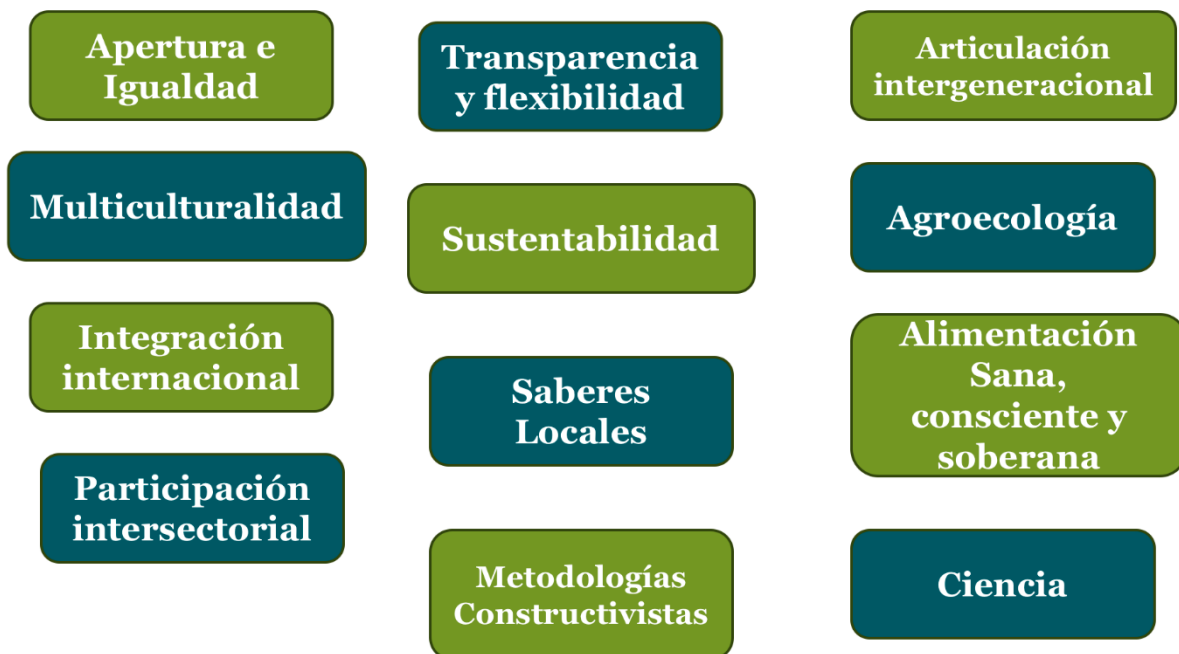 Apertura e
Igualdad
Multiculturalidad
Integración
internacional
Participación
intersectorial
Transparencia
y flexibilidad
Sustentabilidad
Saberes
Locales
Metodologías
Constructivistas
Articulación
intergeneracional
Agroecología
Alimentación
Sana,
consciente y
soberana
Ciencia